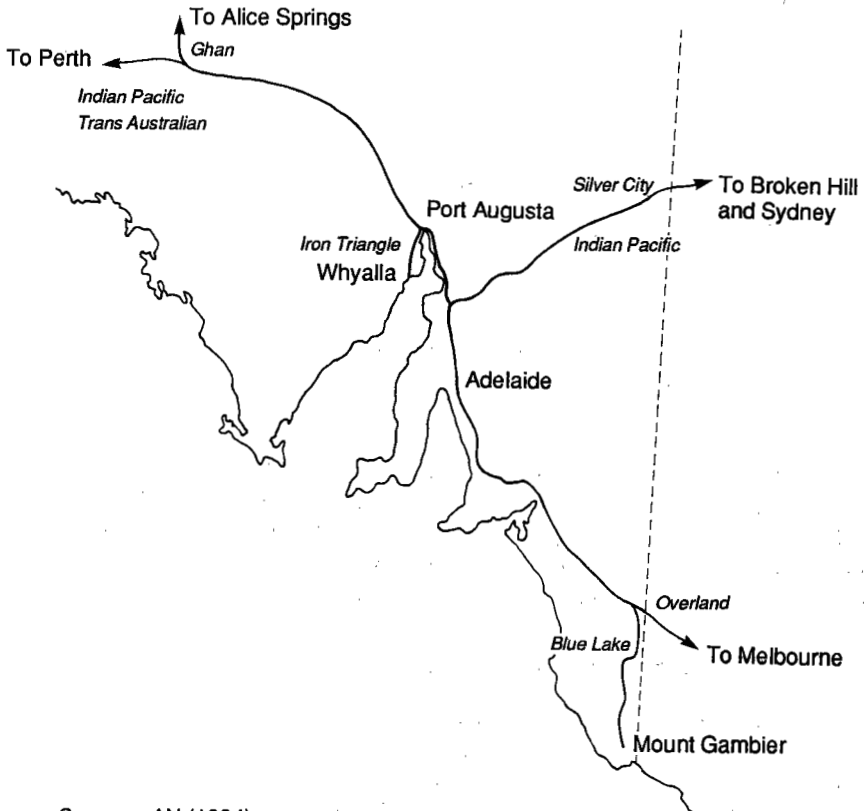 To Alice Springs
Ghan
To Perth
Indian Pacific
Trans Australian
Silver City
To Broken Hill
and Sydney
Port Augusta
Iron Triangle
Indian Pacific
Whyalla
Adelaide
Overland
Blue Lake
To Melbourne
Mount Gambier